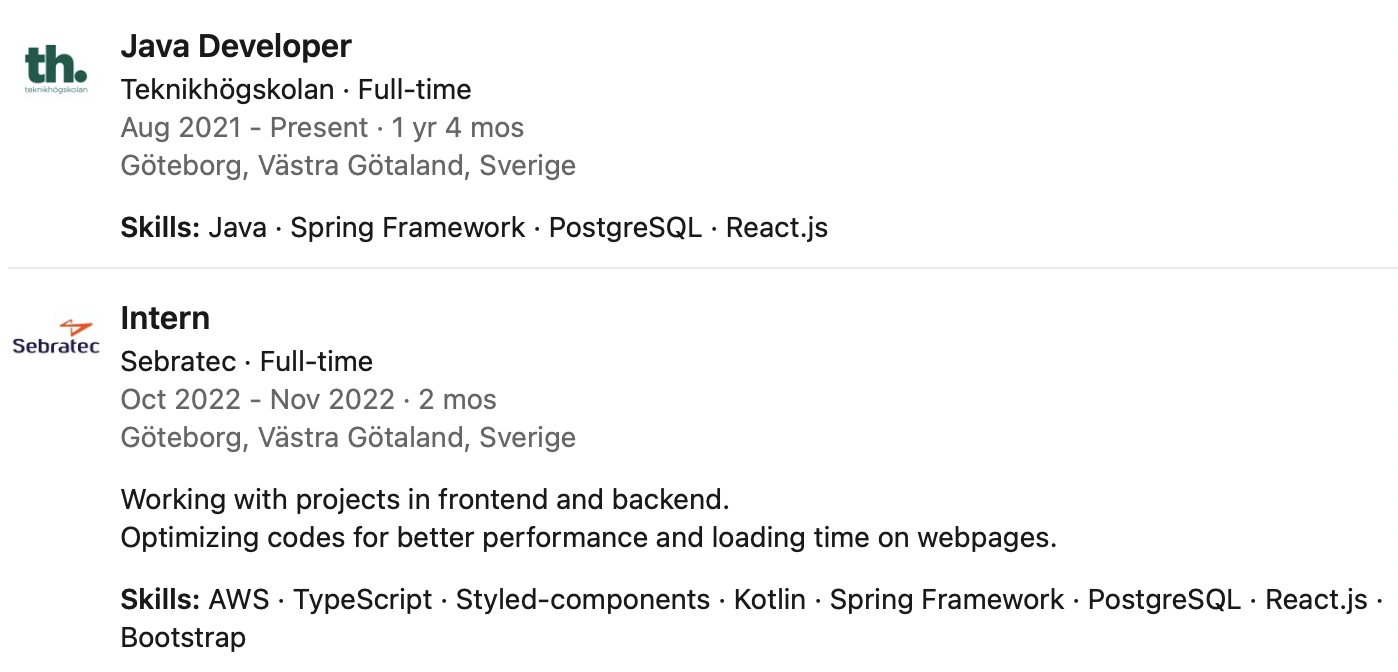 th.
teknikhögskolan
Java Developer
Teknikhögskolan · Full-time
Aug 2021 - Present · 1 yr 4 mos
Göteborg, Västra Götaland, Sverige
Skills: Java · Spring Framework · PostgreSQL · React.js
Sebratec
Intern
Sebratec · Full-time
Oct 2022 - Nov 2022 · 2 mos
Göteborg, Västra Götaland, Sverige
Working with projects in frontend and backend.
Optimizing codes for better performance and loading time on webpages.
Skills: AWS · TypeScript · Styled-components · Kotlin · Spring Framework · PostgreSQL · React.js ·
Bootstrap